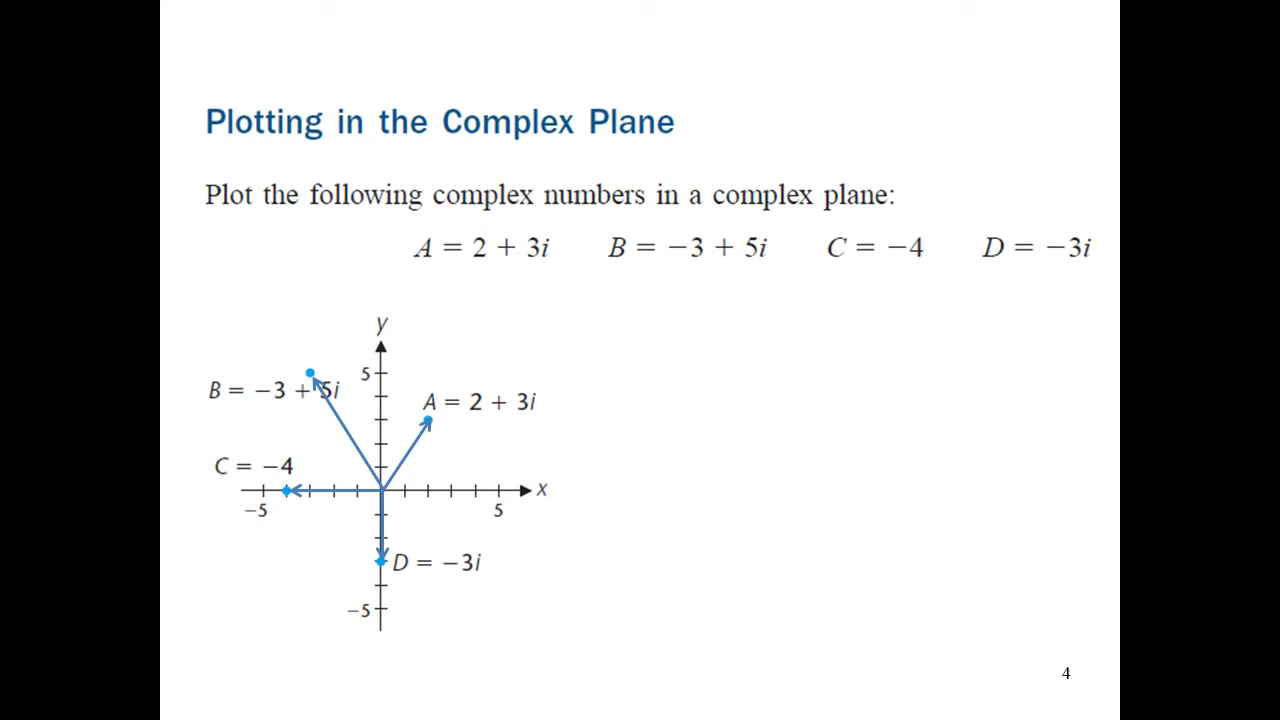 Plotting in the Complex Plane
Plot the following complex numbers in a complex plane:
A = 2 + 3i B = −3 + 5i C = −4 D = −3i
y
5
B = −3 + 5i
A = 2 + 3i
C = −4
x
−5
5
D = −3i
−5
4